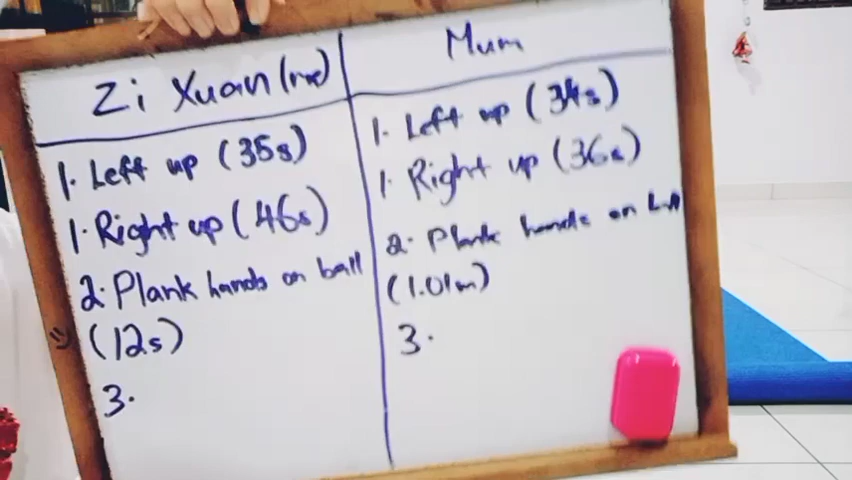 Zi Xuan (me)
1. Left up (35s)
1. Right up (46s)
2. Plank hands on ball
(12s)
3.
Mum
1. Left up (34s)
1. Right up (36s)
2. Plank hands on ball
(1.01m)
3.